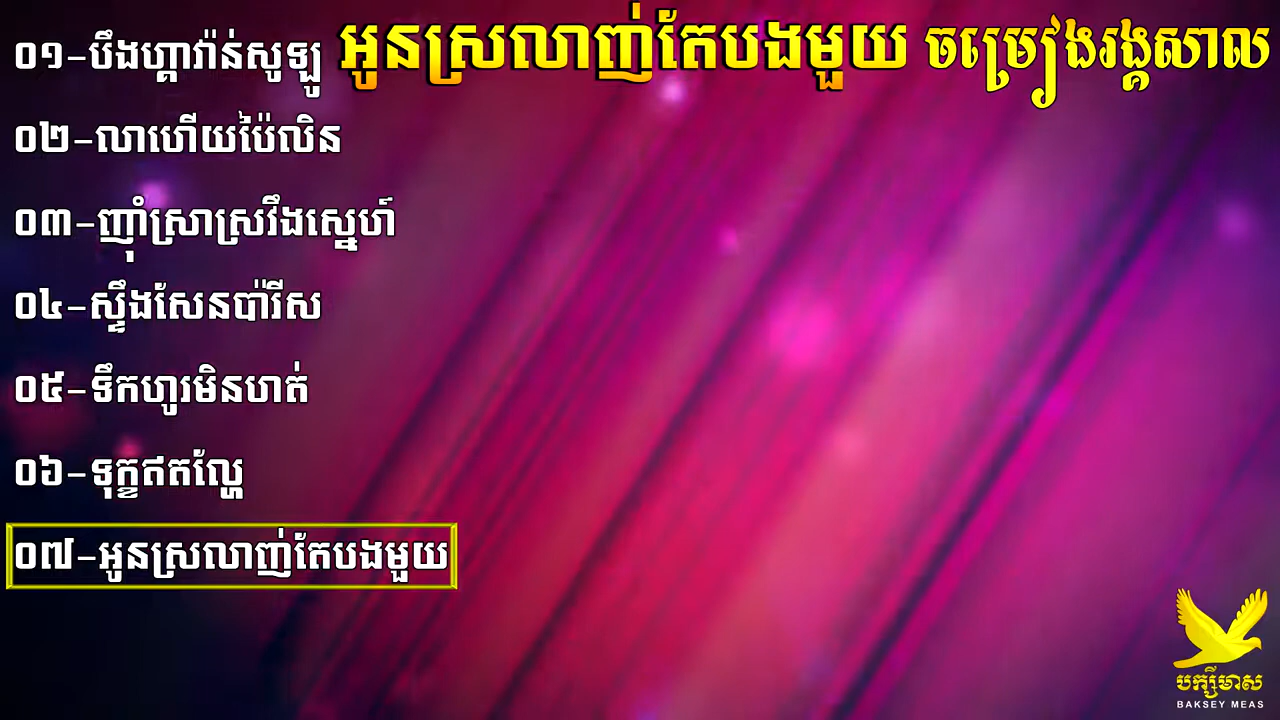 អូនស្រលាញ់តែបងមួយ ចម្រៀងរង្គសាល
០១-បឹងហ្គាវ៉ាន់សូឡូ
០២-លាហើយប៉ៃលិន
០៣-ញ៉ាំស្រាស្រវឹងស្នេហ៍
០៤-ស្ទឹងសែនប៉ារីស
០៥-ទឹកហូរមិនហត់
០៦-ទុក្ខឥតល្ហែ
០៧-អូនស្រលាញ់តែបងមួយ
បក្សីមាស
BAKSEY MEAS